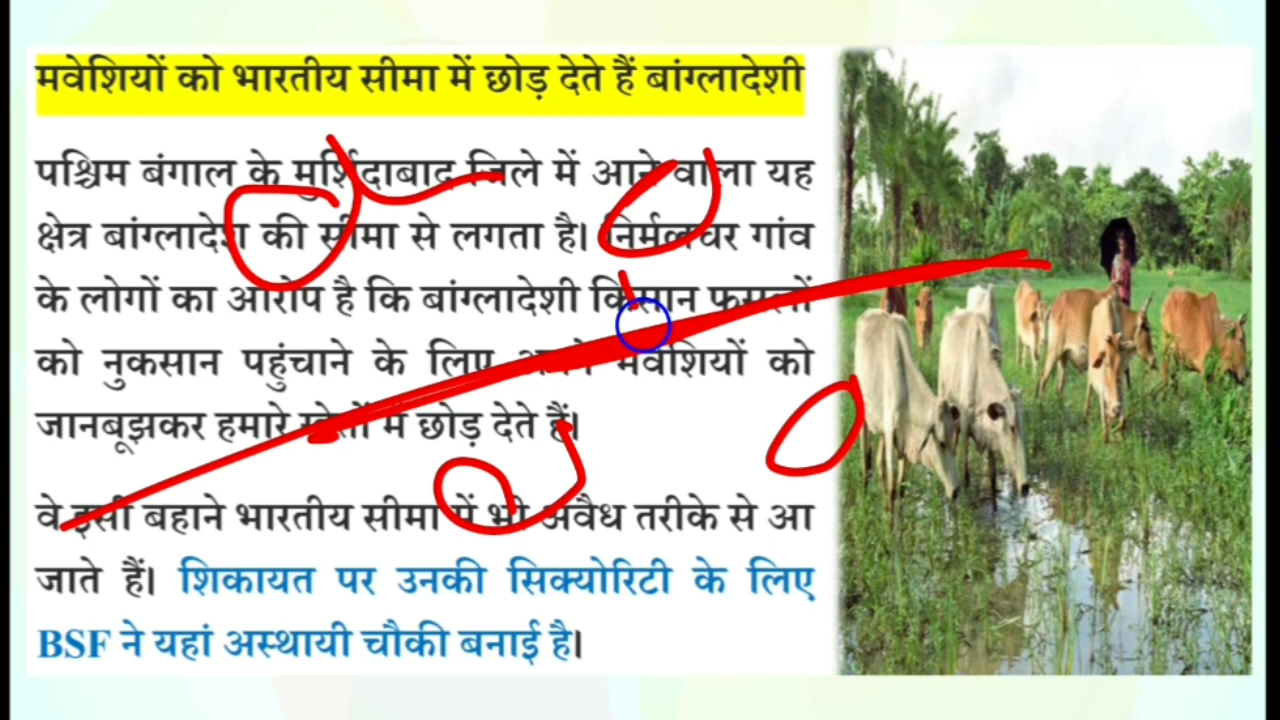 मवेशियों को भारतीय सीमा में छोड़ देते हैं बांग्लादेशी
पश्चिम बंगाल के मुर्शिदाबाद जिले में आने वाला यह
क्षेत्र बांग्लादेश की सीमा से लगता है। निर्मलचर गांव
के लोगों का आरोप है कि बांग्लादेशी किसान फसलों
को नुकसान पहुंचाने के लिए अपने मवेशियों को
जानबूझकर हमारे खेतों में छोड़ देते हैं।
वे इसी बहाने भारतीय सीमा में भी अवैध तरीके से आ
जाते हैं। शिकायत पर उनकी सिक्योरिटी के लिए
BSF ने यहां अस्थायी चौकी बनाई है।